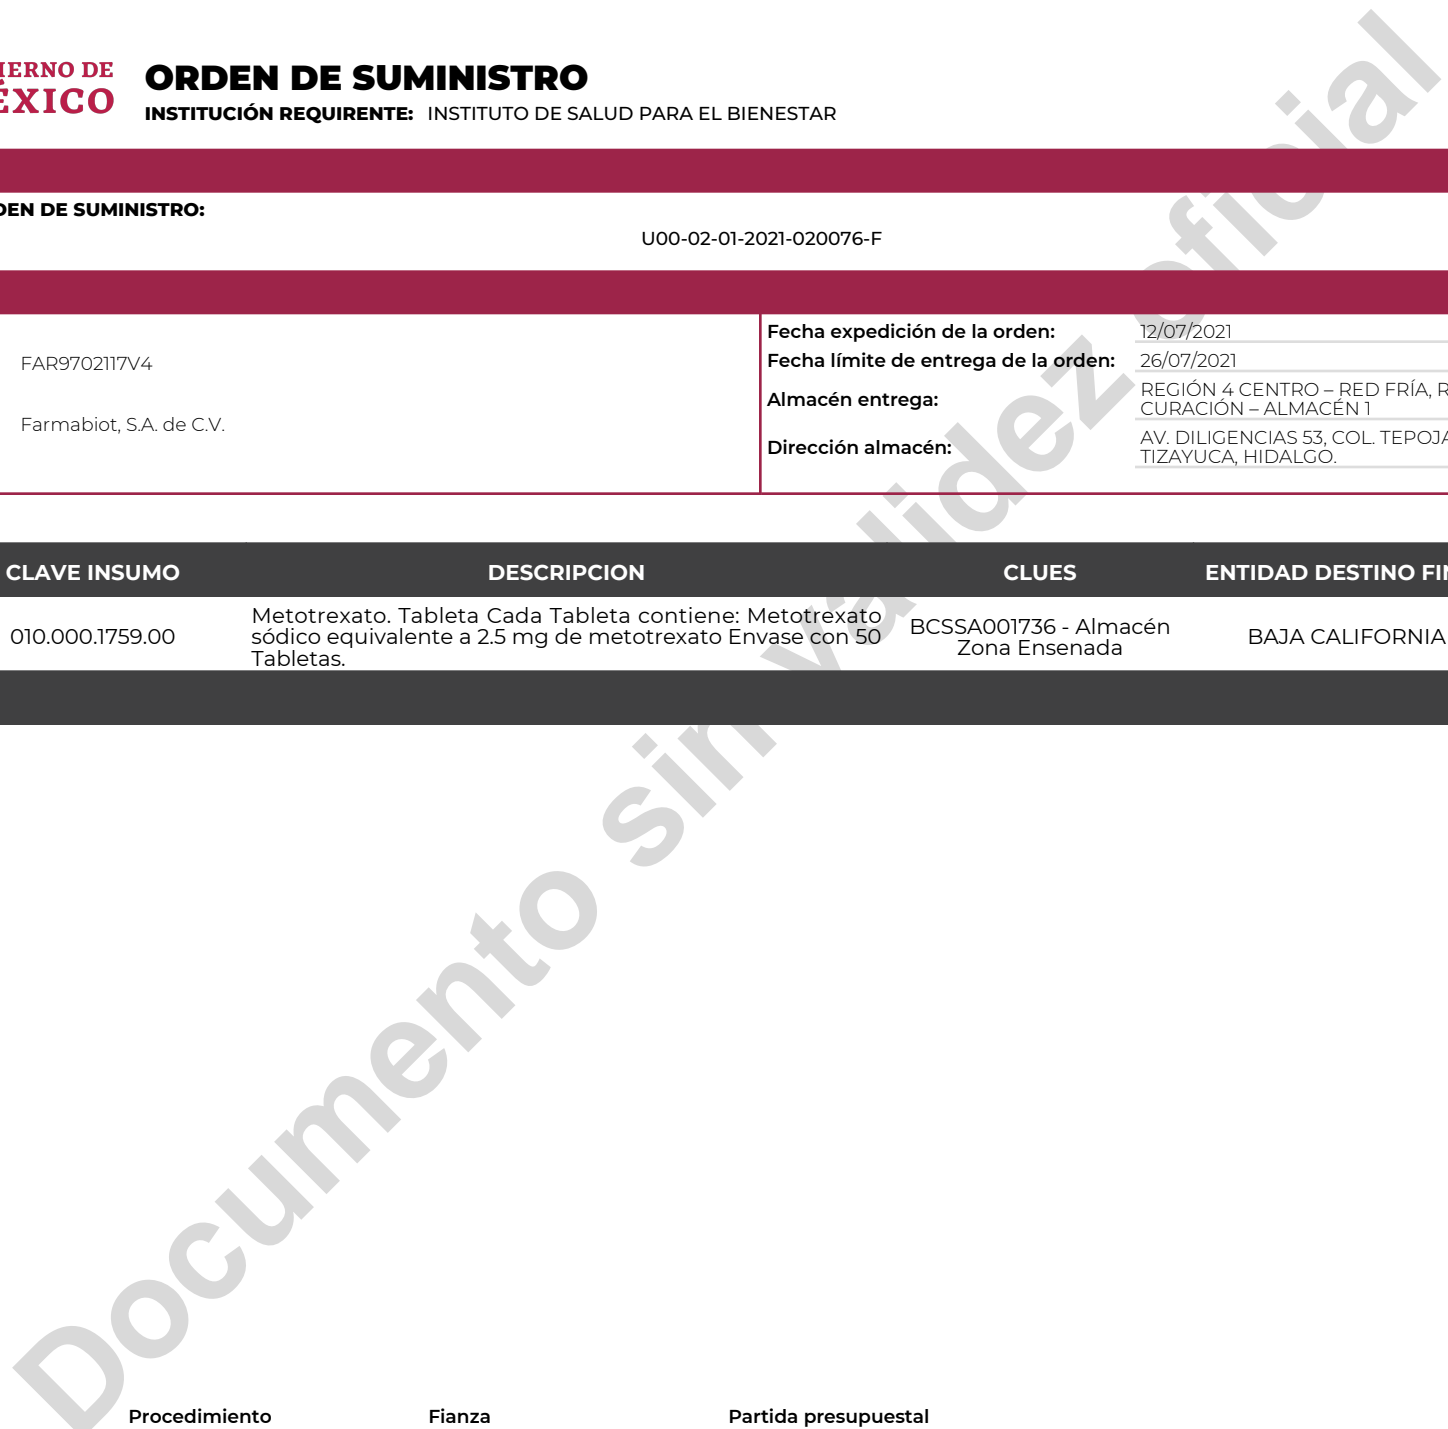 ORDEN DE SUMINISTRO
INSTITUCIÓN REQUIRENTE: INSTITUTO DE SALUD PARA EL BIENESTAR
IERNO DE
ÉXICO
DEN DE SUMINISTRO:
U00-02-01-2021-020076-F
FAR9702117V4
Farmabiot, S.A. de C.V.
Fecha expedición de la orden: 12/07/2021
Fecha límite de entrega de la orden: 26/07/2021
Almacén entrega: REGIÓN 4 CENTRO – RED FRÍA, R
CURACIÓN – ALMACÉN 1
Dirección almacén: AV. DILIGENCIAS 53, COL. TEPOJA
TIZAYUCA, HIDALGO.
CLAVE INSUMO DESCRIPCION CLUES ENTIDAD DESTINO FIN
010.000.1759.00
Metotrexato. Tableta Cada Tableta contiene: Metotrexato
sódico equivalente a 2.5 mg de metotrexato Envase con 50
Tabletas.
BCSSA001736 - Almacén
Zona Ensenada
BAJA CALIFORNIA
Documento sin validez oficial
Procedimiento Fianza Partida presupuestal